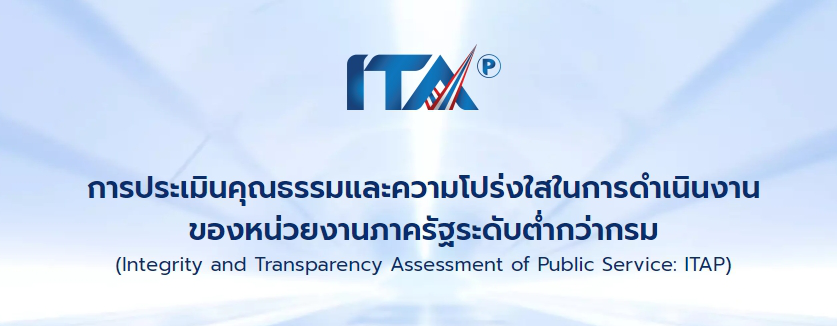 ITA P
การประเมินคุณธรรมและความโปร่งใสในการดำเนินงาน
ของหน่วยงานภาครัฐระดับต่ำกว่ากรม
(Integrity and Transparency Assessment of Public Service: ITAP)